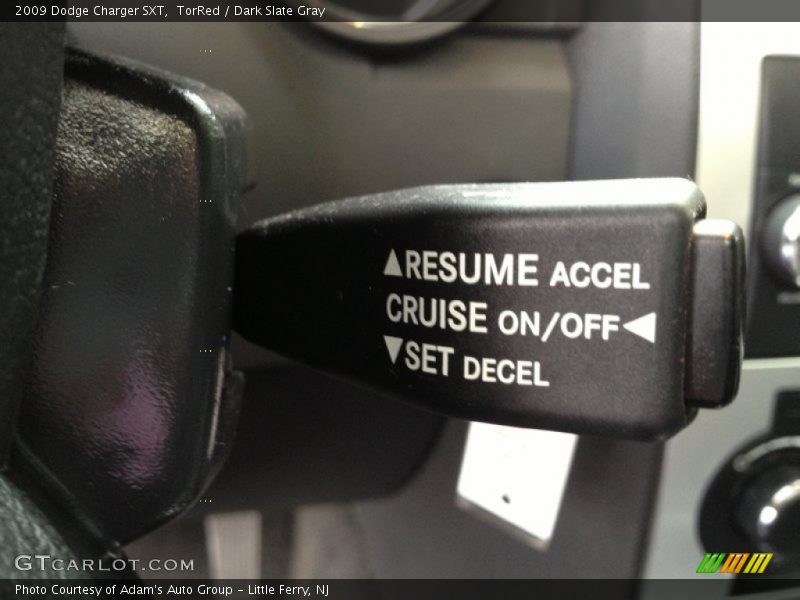 2009 Dodge Charger SXT,  TorRed / Dark Slate Gray
▲RESUME ACCEL
CRUISE ON/OFF◀
▼SET DECEL
GTCARLOT.COM
Photo Courtesy of Adam's Auto Group - Little Ferry, NJ